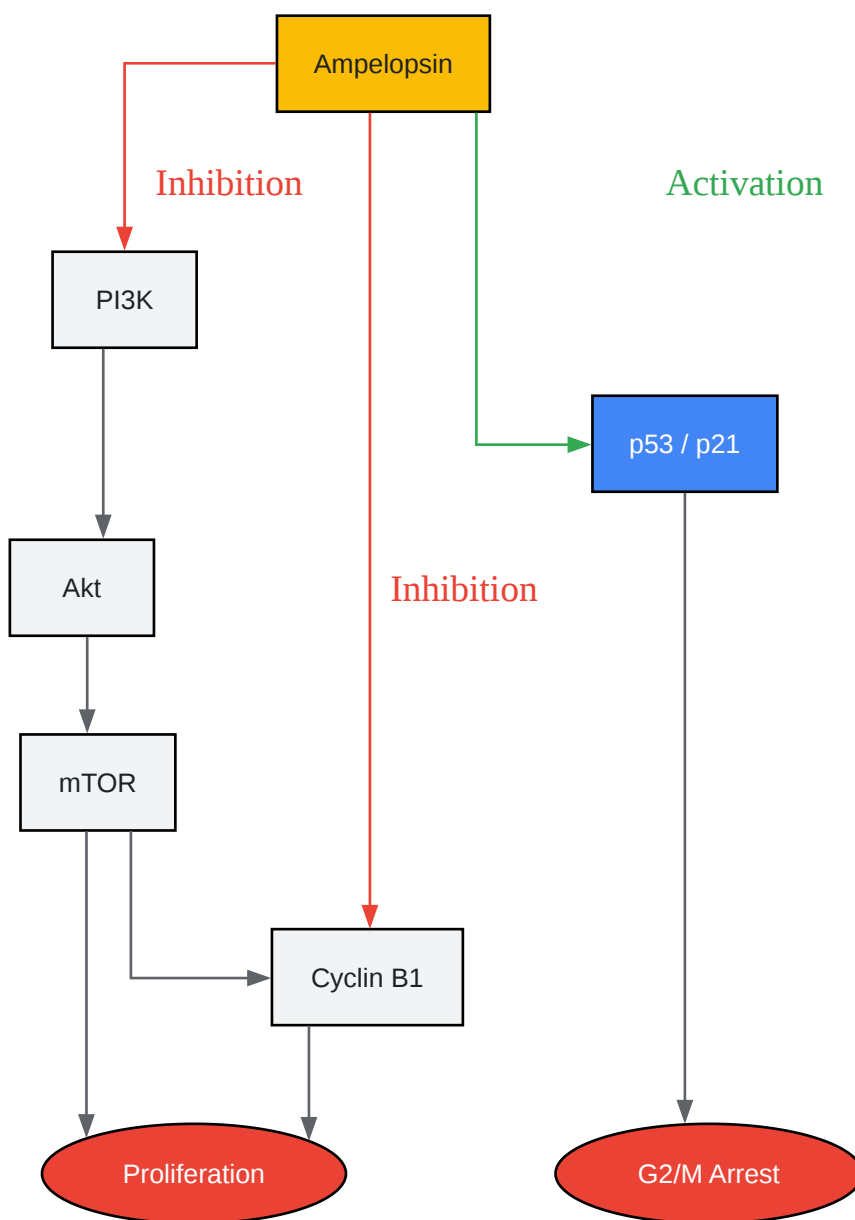 Ampelopsin
Inhibition
Activation
PI3K
p53 / p21
Akt
Inhibition
mTOR
Cyclin B1
Proliferation
G2/M Arrest